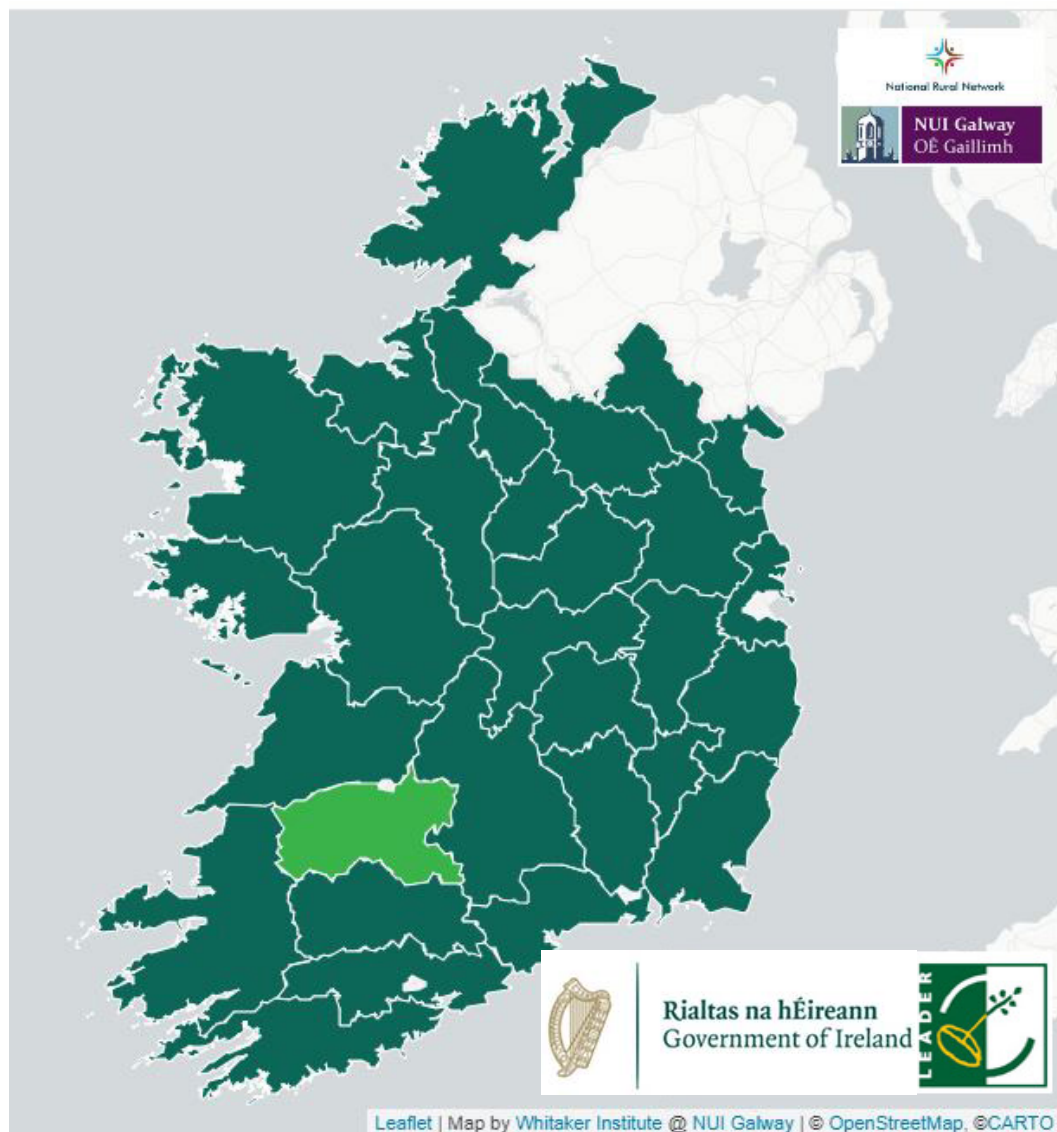 National Rural Network
NUI Galway
OÉ Gaillimh
Rialtas na hÉireann
Government of Ireland
LEADER
Leaflet | Map by Whitaker Institute @ NUI Galway | © OpenStreetMap, ©CARTO